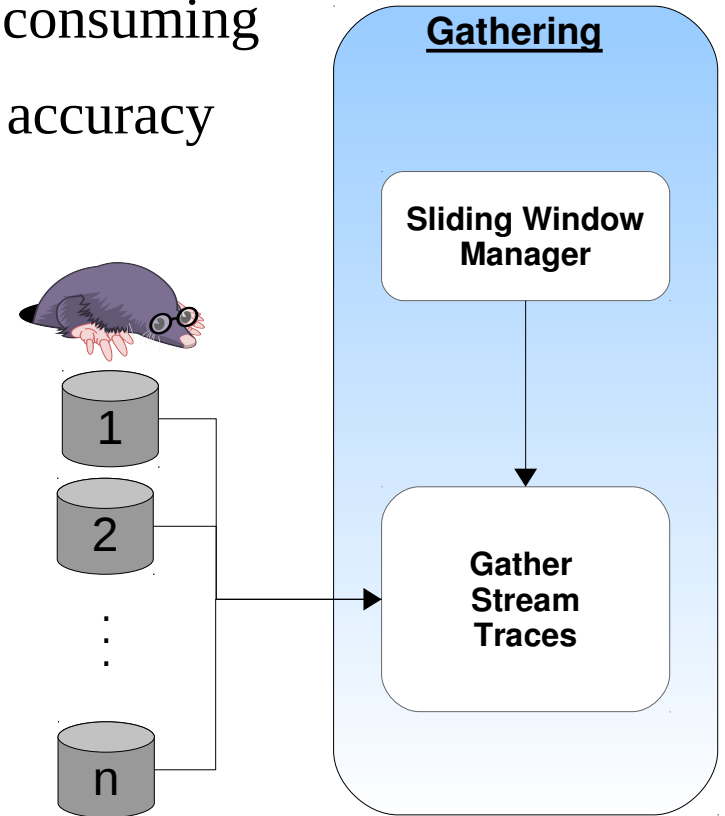 consuming
accuracy
Gathering
Sliding Window
Manager
1
2
.
.
.
n
Gather
Stream
Traces